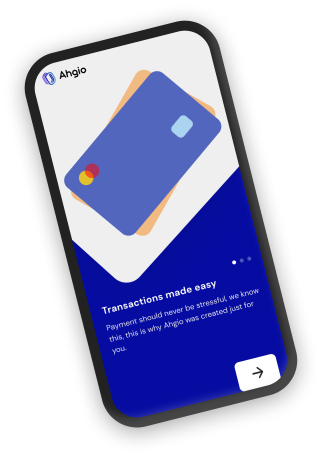 Ahgio
Transactions made easy
Payment should never be stressful, we know
this, this is why Ahgio was created just for
you.